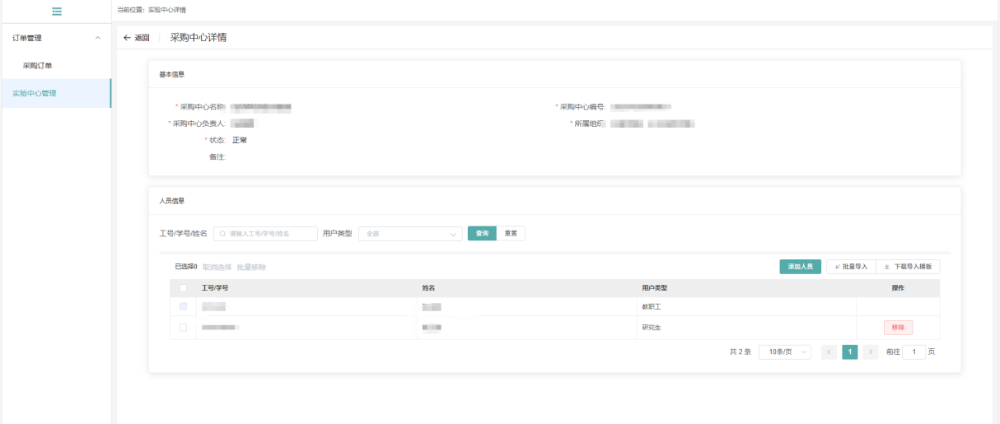 当前位置：实验中心详情
订单管理
采购订单
实验中心管理
返回
采购中心详情
基本信息
* 采购中心名称:
* 采购中心编号:
* 采购中心负责人:
* 所属组织:
* 状态: 正常
备注:
人员信息
工号/学号/姓名 请输入工号/学号/姓名 用户类型 全部 查询 重置
已选择0 取消选择 批量移除 添加人员 批量导入 下载导入模板
工号/学号 姓名 用户类型 操作
教职工
研究生 移除
共 2 条 10条/页 < 1 > 前往 1 页